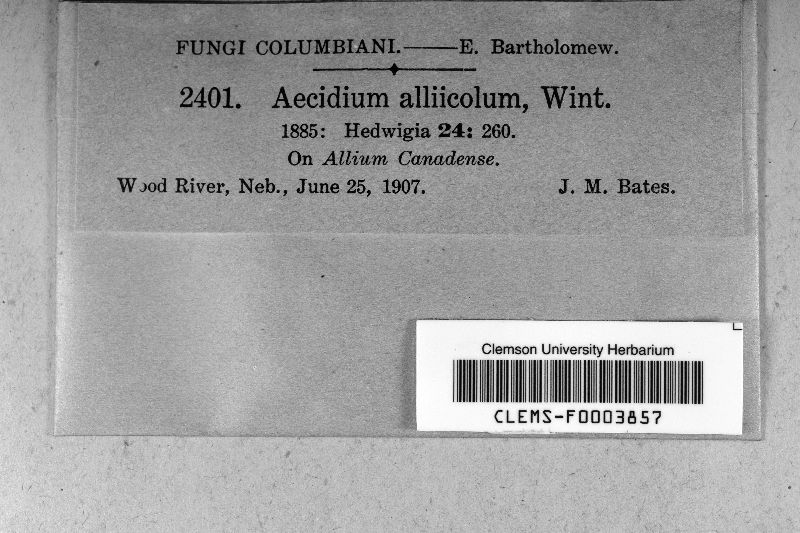 FUNGI COLUMBIANI.——E. Bartholomew.
2401. Aecidium alliicolum, Wint.
1885: Hedwigia 24: 260.
On Allium Canadense.
Wood River, Neb., June 25, 1907. J. M. Bates.
Clemson University Herbarium
CLEMS-F0003857